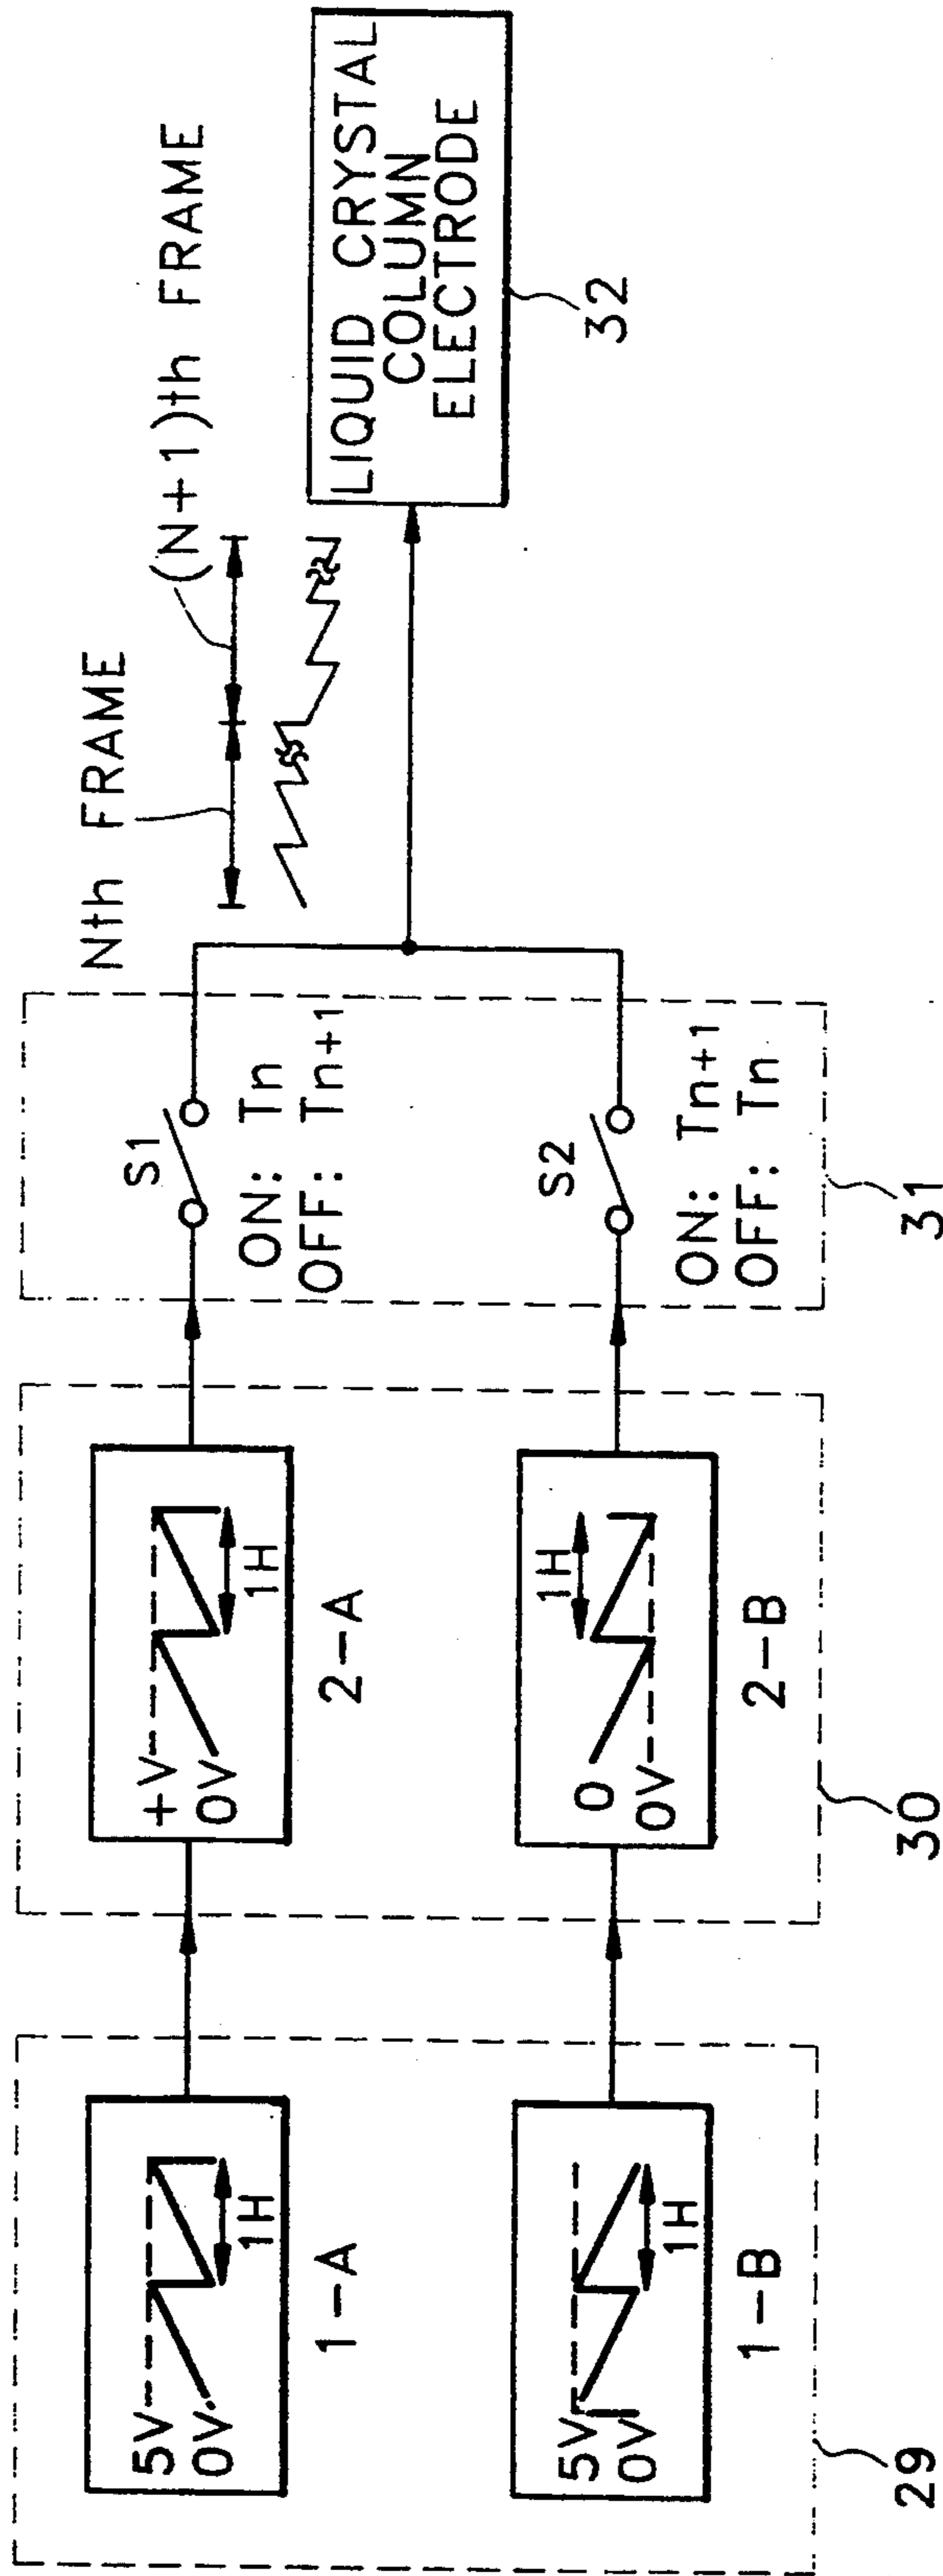 5V
0V
1H
1-A
5V
0V
1H
1-B
29
+V
0V
1H
2-A
0
0V
1H
2-B
30
S1
ON: Tn
OFF: Tn+1
S2
ON: Tn+1
OFF: Tn
31
Nth FRAME
(N+1)th FRAME
LIQUID CRYSTAL
COLUMN
ELECTRODE
32